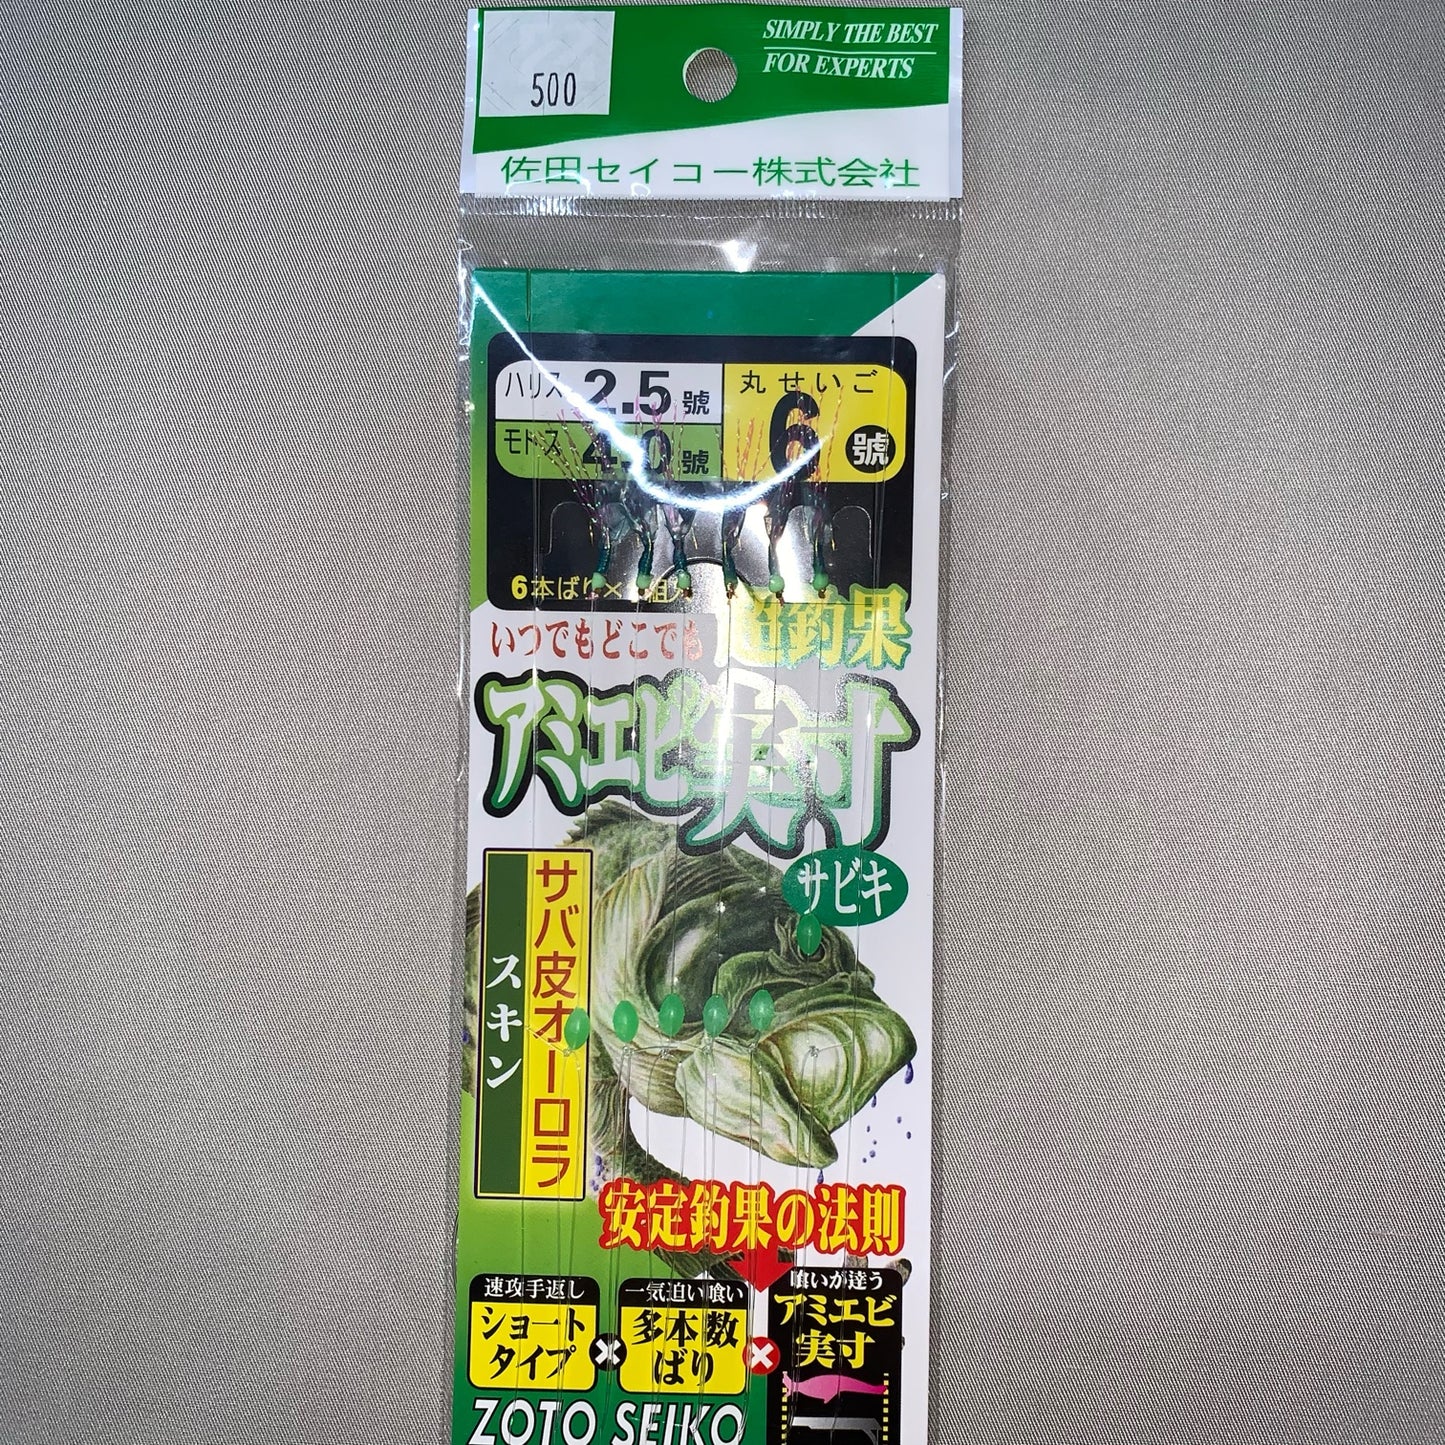 500
SIMPLY THE BEST
FOR EXPERTS
佐田セイコー株式会社
ハリス 2.5 號
モトス 4.0 號
丸せいご
6 號
6本ばり×
いつでもどこでも 超釣果
アミエビ実寸
サビキ
サバ皮オーロラ
スキン
安定釣果の法則
速攻手返し
ショート
タイプ
×
一気追い喰い
多本数
ばり
×
喰いが違う
アミエビ
実寸
ZOTO SEIKO